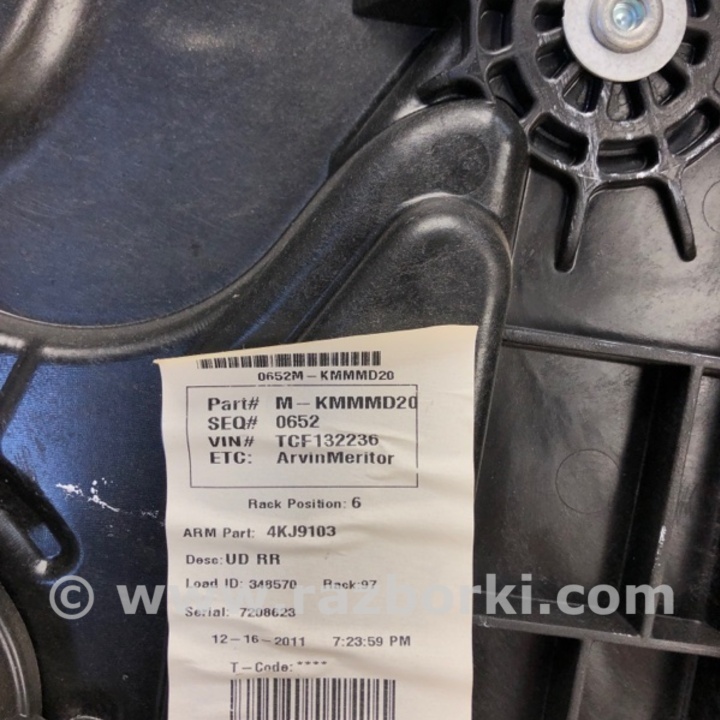 0652M-KMMMD20
Part# M-KMMMD20
SEQ# 0652
VIN# TCF132236
ETC: ArvinMeritor
Rack Position: 6
ARM Part: 4KJ9103
Desc: UD RR
Load ID: 348570 Rack: 97
© www.razborki.com
Serial: 7208623
12-16-2011 7:23:59 PM
T-Code: ****